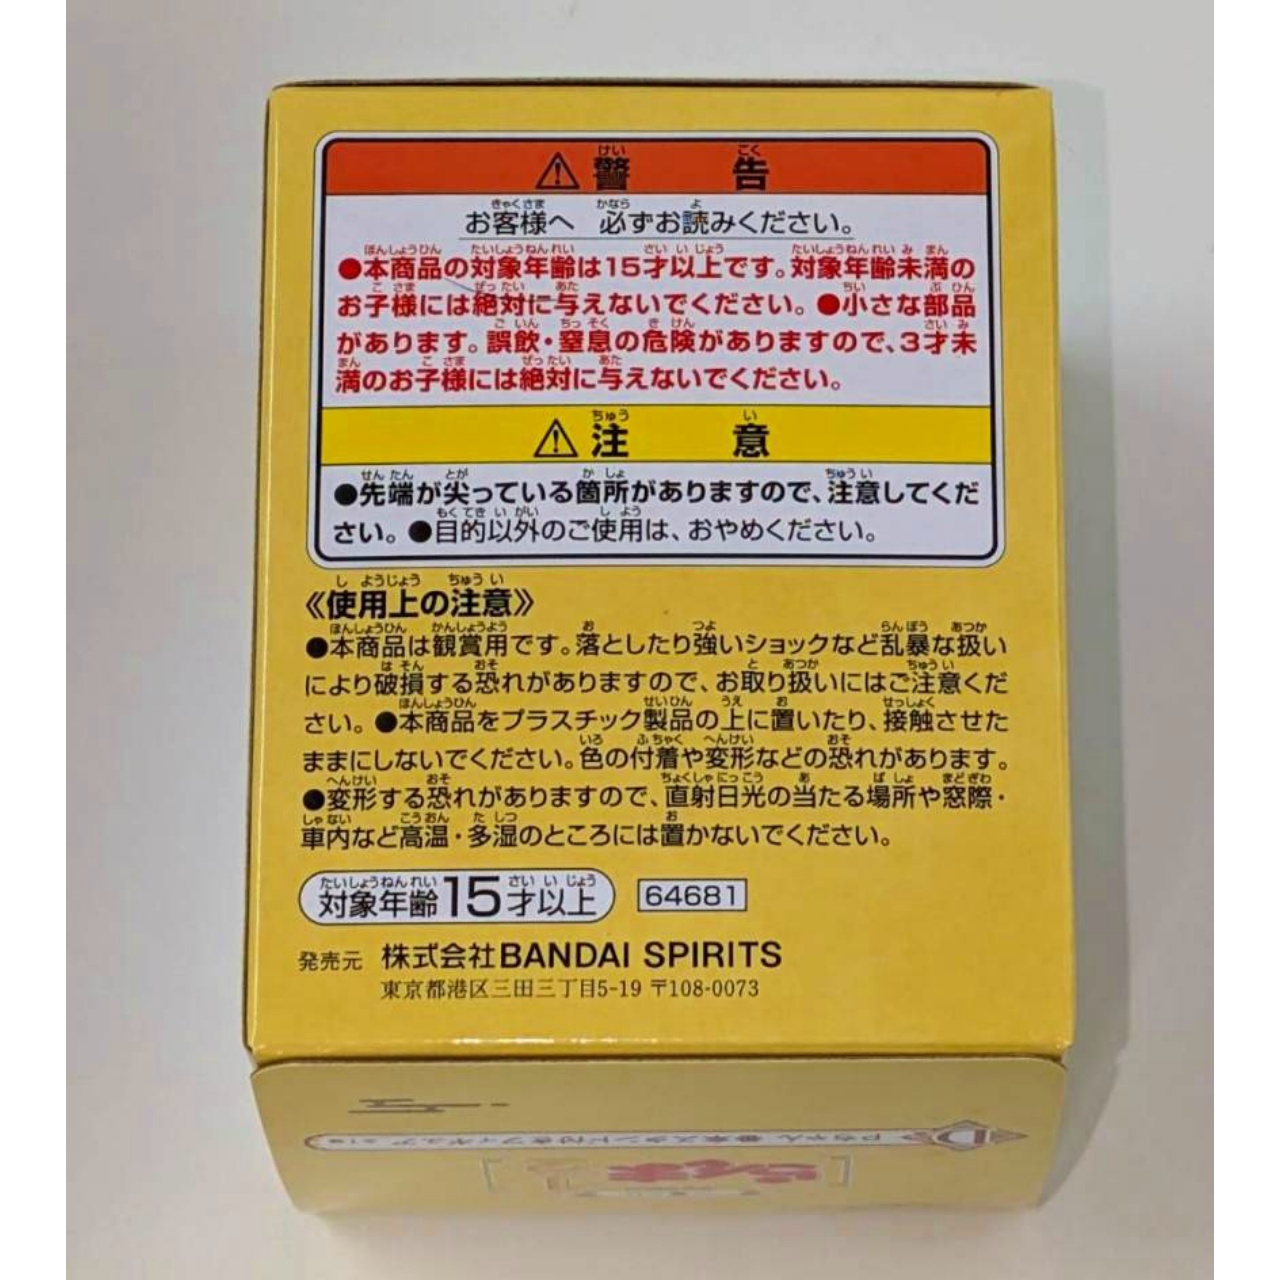 ⚠警告
お客様へ 必ずお読みください。
●本商品の対象年齢は15才以上です。対象年齢未満の
お子様には絶対に与えないでください。●小さな部品
があります。誤飲・窒息の危険がありますので、3才未
満のお子様には絶対に与えないでください。
⚠注意
●先端が尖っている箇所がありますので、注意してくだ
さい。●目的以外のご使用は、おやめください。
《使用上の注意》
●本商品は観賞用です。落としたり強いショックなど乱暴な扱い
により破損する恐れがありますので、お取り扱いにはご注意くだ
さい。●本商品をプラスチック製品の上に置いたり、接触させた
ままにしないでください。色の付着や変形などの恐れがあります。
●変形する恐れがありますので、直射日光の当たる場所や窓際・
車内など高温・多湿のところには置かないでください。
対象年齢15才以上 64681
発売元 株式会社BANDAI SPIRITS
東京都港区三田三丁目5-19 〒108-0073